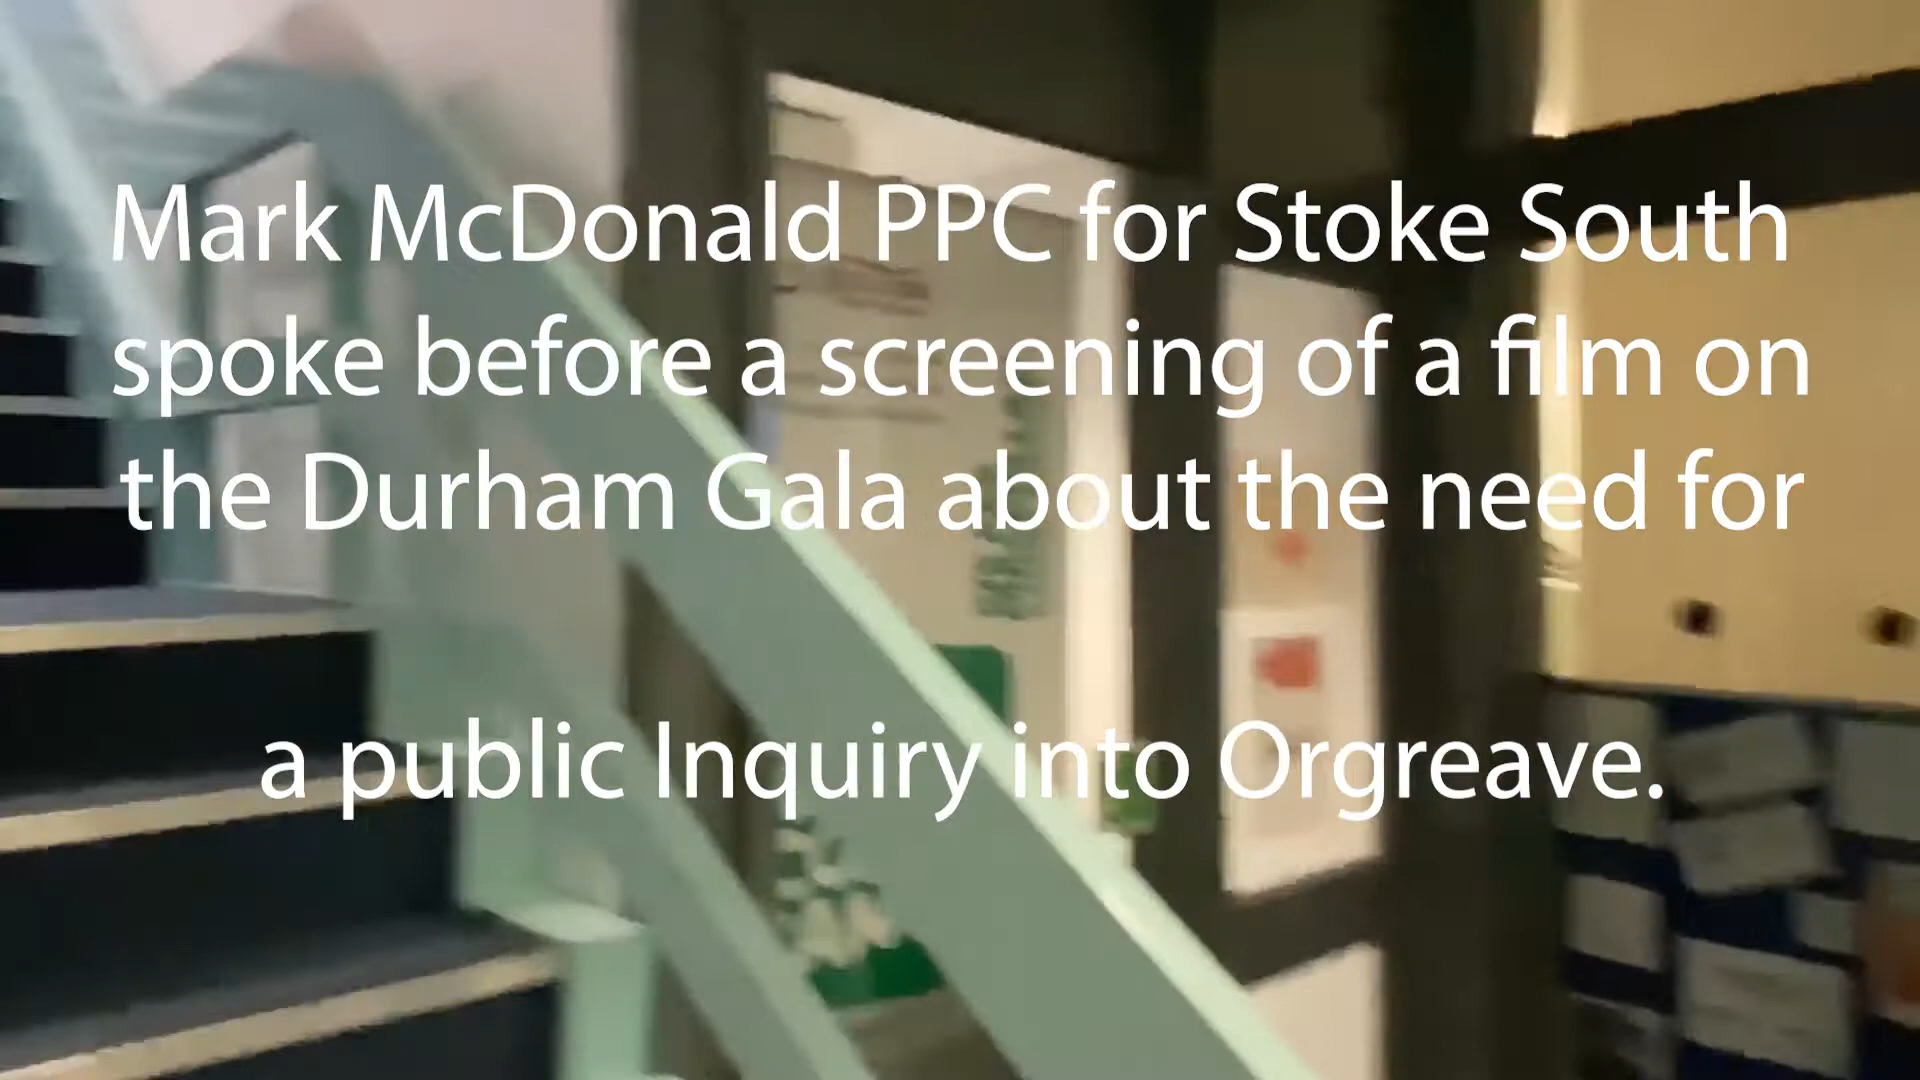 Mark McDonald PPC for Stoke South
spoke before a screening of a film on
the Durham Gala about the need for
a public Inquiry into Orgreave.